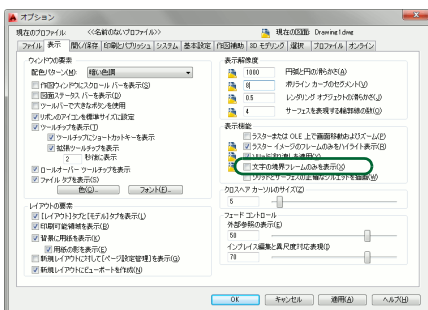 オプション
現在のプロファイル: <<名前のないプロファイル>> 現在の図面: Drawing1.dwg
ファイル 表示 開く/保存 印刷とパブリッシュ システム 基本設定 作図補助 3D モデリング 選択 プロファイル オンライン
ウィンドウの要素
配色パターン(M): 暗い色調
作図ウィンドウにスクロール バーを表示(S)
図面ステータス バーを表示(D)
ツールバーで大きなボタンを使用
リボンのアイコンを標準サイズに設定
ツールチップを表示(T)
ツールチップにショートカットキーを表示
拡張ツールチップを表示
2 秒後に表示
ロールオーバー ツールチップを表示
ファイル タブを表示(S)
色(C)... フォント(F)...
レイアウトの要素
[レイアウト]タブと[モデル]タブを表示(L)
印刷可能領域を表示(B)
背景に用紙を表示(K)
用紙の影を表示(E)
新規レイアウトに対して[ページ設定管理]を表示(G)
新規レイアウトにビューポートを作成(N)
表示解像度
1000 円弧と円の滑らかさ(A)
8 ポリライン カーブのセグメント(V)
0.5 レンダリング オブジェクトの滑らかさ(J)
4 サーフェスを表現する輪郭線の数(O)
表示機能
ラスターまたは OLE 上で画面移動およびズーム(P)
ラスター イメージのフレームのみをハイライト表示(R)
文字の境界フレームのみを表示(X)
クロスヘア カーソルのサイズ(Z)
5
フェード コントロール
外部参照の表示(E)
50
インプレイス編集と異尺度対応表現(I)
70
OK キャンセル 適用(A) ヘルプ(H)